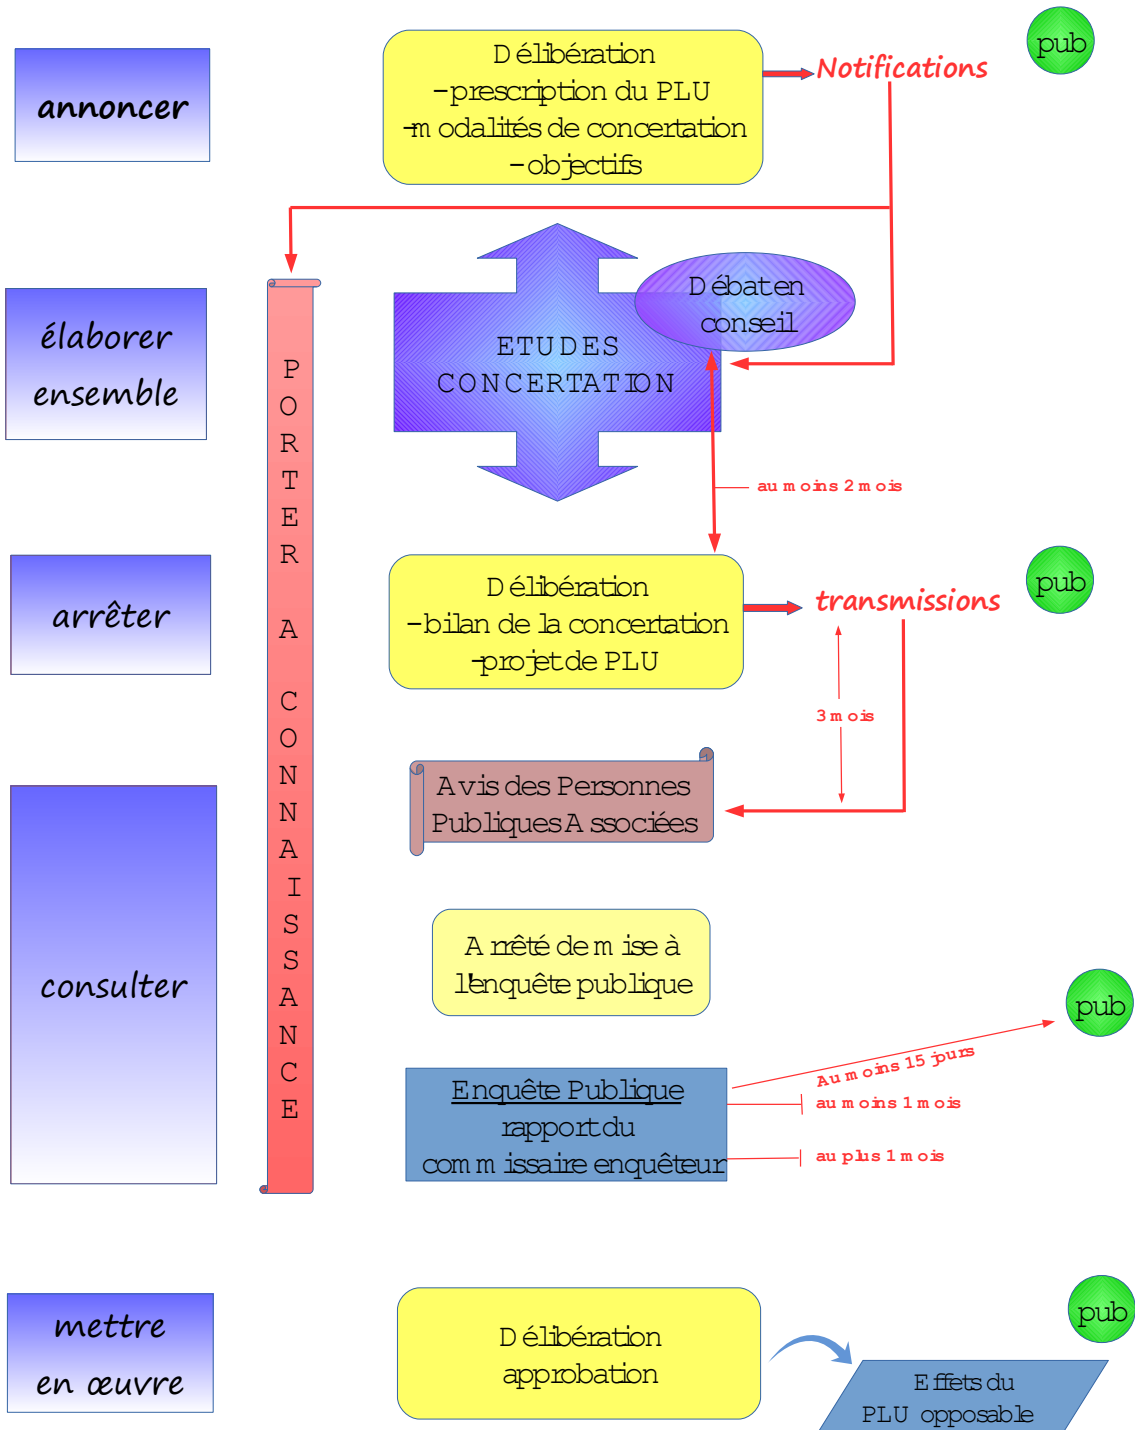 annoncer
Délibération
- prescription du PLU
- modalités de concertation
- objectifs
Notifications
pub
élaborer
ensemble
PORTER A CONNAISSANCE
ETUDES
CONCERTATION
Débat en
conseil
au moins 2 mois
arrêter
Délibération
- bilan de la concertation
- projet de PLU
transmissions
pub
3 mois
Avis des Personnes
Publiques Associées
consulter
Arrêté de mise à
l'enquête publique
pub
Au moins 15 jours
Enquête Publique
rapport du
commissaire enquêteur
au moins 1 mois
au plus 1 mois
mettre
en œuvre
Délibération
approbation
pub
Effets du
PLU opposable